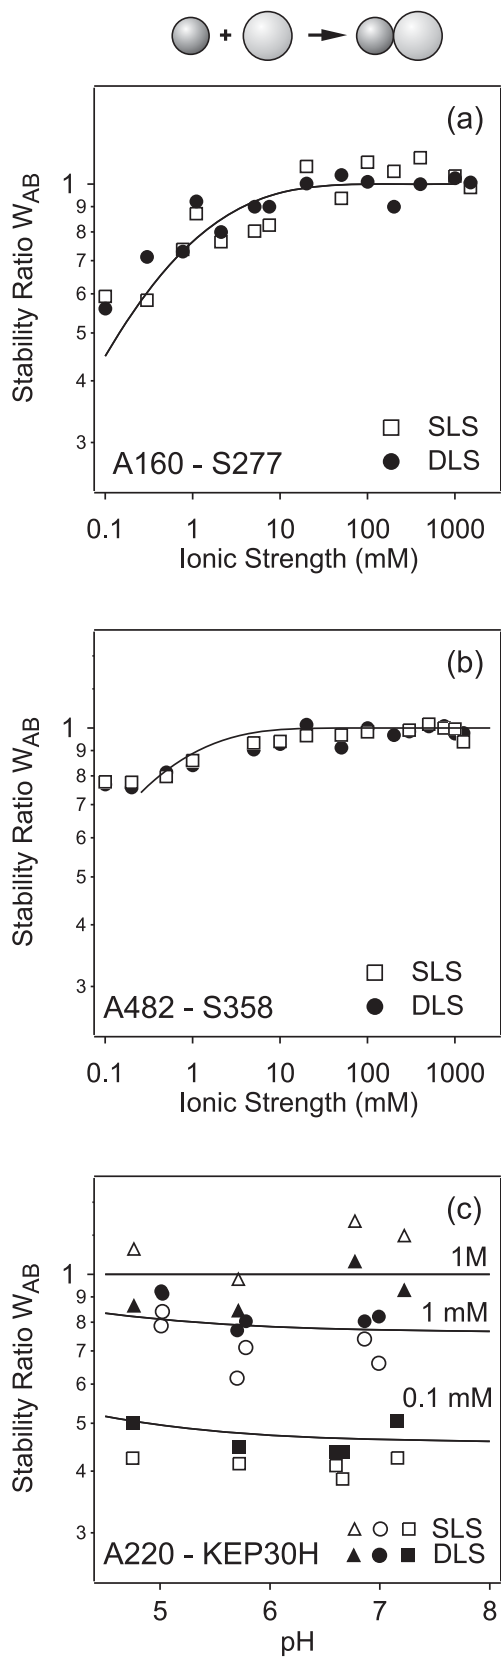 +
(a)
Stability Ratio W_AB
1
9
8
7
6
5
4
3
SLS
DLS
A160 - S277
0.1 1 10 100 1000
Ionic Strength (mM)
(b)
Stability Ratio W_AB
1
9
8
7
6
5
4
3
SLS
DLS
A482 - S358
0.1 1 10 100 1000
Ionic Strength (mM)
(c)
Stability Ratio W_AB
1M
1
9
1 mM
8
7
6
0.1 mM
5
4
3
SLS
DLS
A220 - KEP30H
5 6 7 8
pH